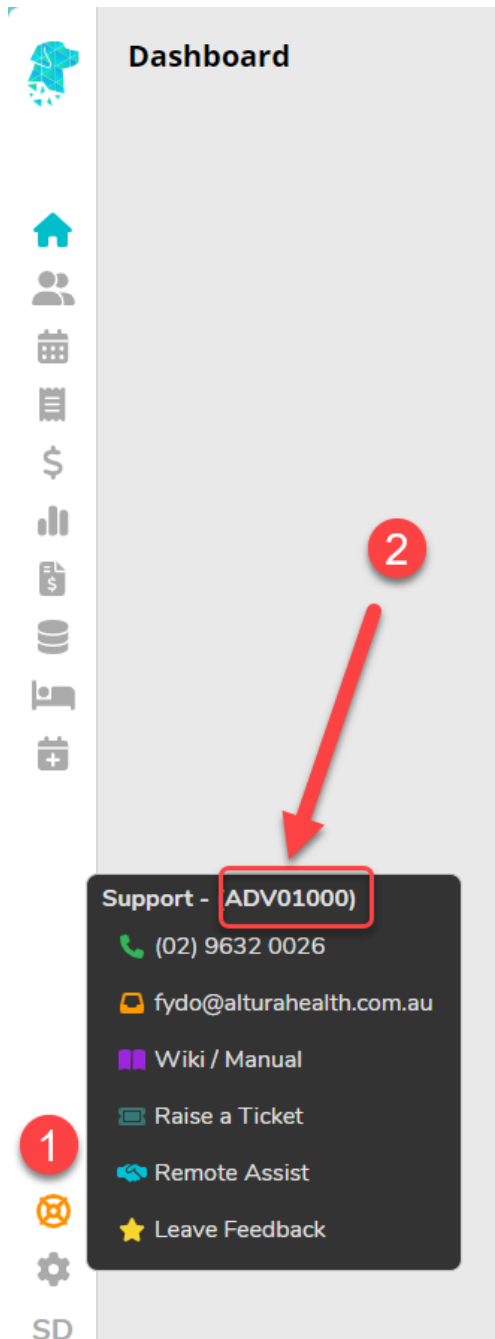 Dashboard
2
Support - (ADV01000)
(02) 9632 0026
fydo@alturahealth.com.au
Wiki / Manual
Raise a Ticket
1
Remote Assist
Leave Feedback
SD